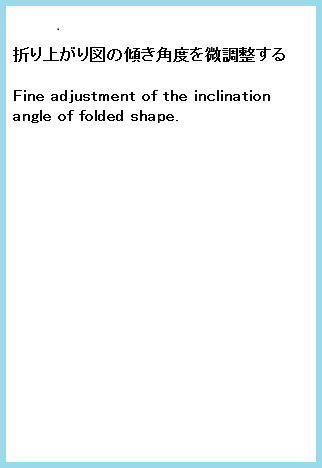 折り上がり図の傾き角度を微調整する
Fine adjustment of the inclination
angle of folded shape.